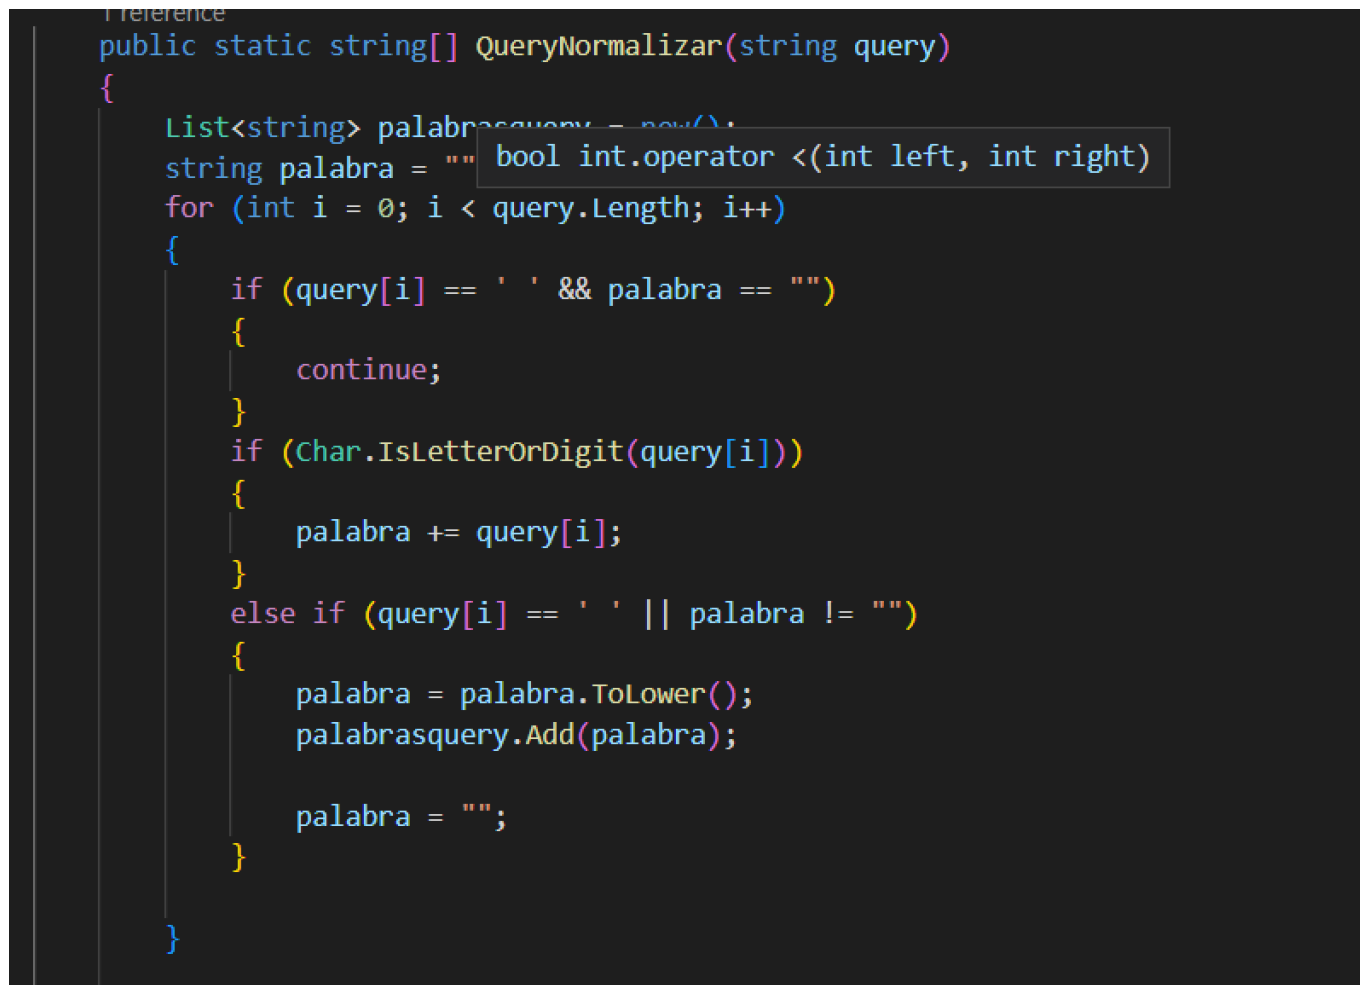 1 reference
public static string[] QueryNormalizar(string query)
{
List<string> palabrasquery = new();
string palabra = ""
bool int.operator <(int left, int right)
for (int i = 0; i < query.Length; i++)
{
if (query[i] == ' ' && palabra == "")
{
continue;
}
if (Char.IsLetterOrDigit(query[i]))
{
palabra += query[i];
}
else if (query[i] == ' ' || palabra != "")
{
palabra = palabra.ToLower();
palabrasquery.Add(palabra);
palabra = "";
}
}